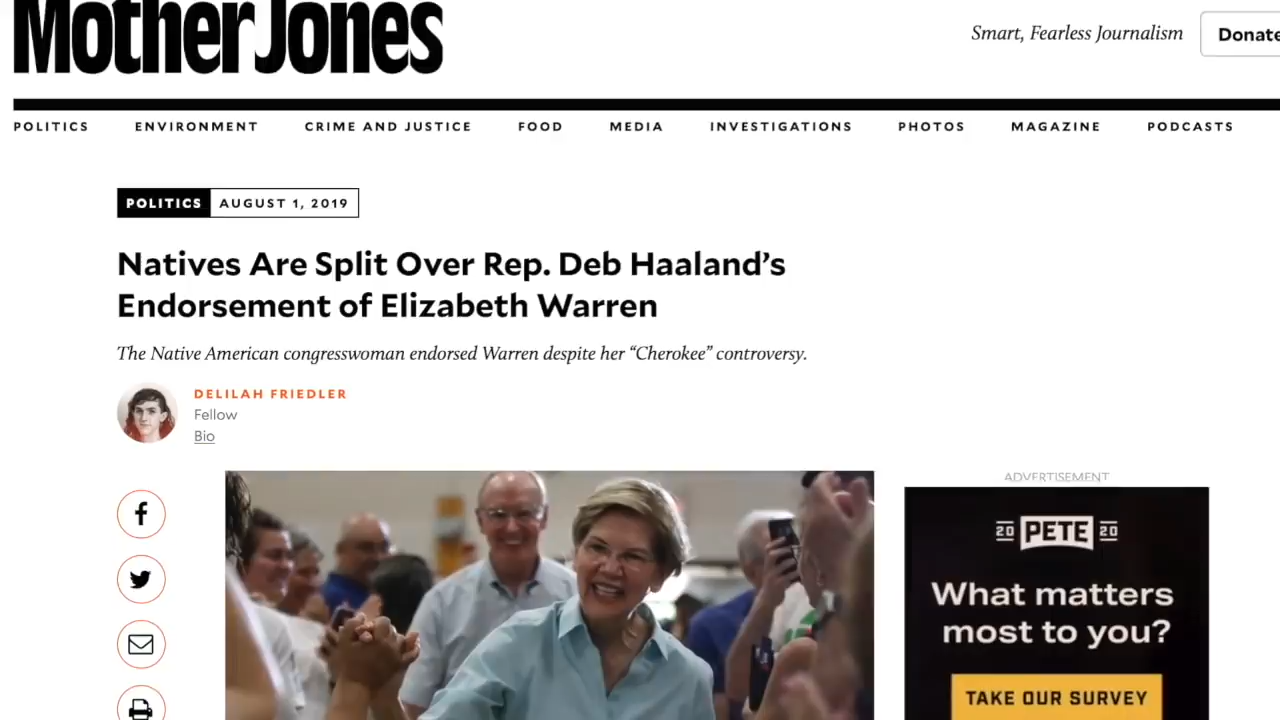 Mother Jones
Smart, Fearless Journalism
Donate
POLITICS ENVIRONMENT CRIME AND JUSTICE FOOD MEDIA INVESTIGATIONS PHOTOS MAGAZINE PODCASTS
POLITICS AUGUST 1, 2019
Natives Are Split Over Rep. Deb Haaland’s
Endorsement of Elizabeth Warren
The Native American congresswoman endorsed Warren despite her “Cherokee” controversy.
DELILAH FRIEDLER
Fellow
Bio
ADVERTISEMENT
20 PETE 20
What matters
most to you?
TAKE OUR SURVEY